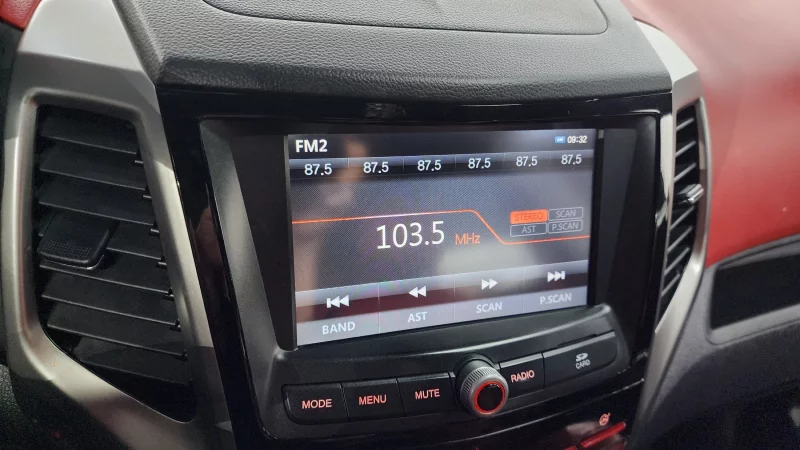 FM2 09:32
87.5 87.5 87.5 87.5 87.5 87.5
103.5 MHz
STEREO SCAN
AST P.SCAN
BAND AST SCAN P.SCAN
MODE MENU MUTE RADIO SD CARD